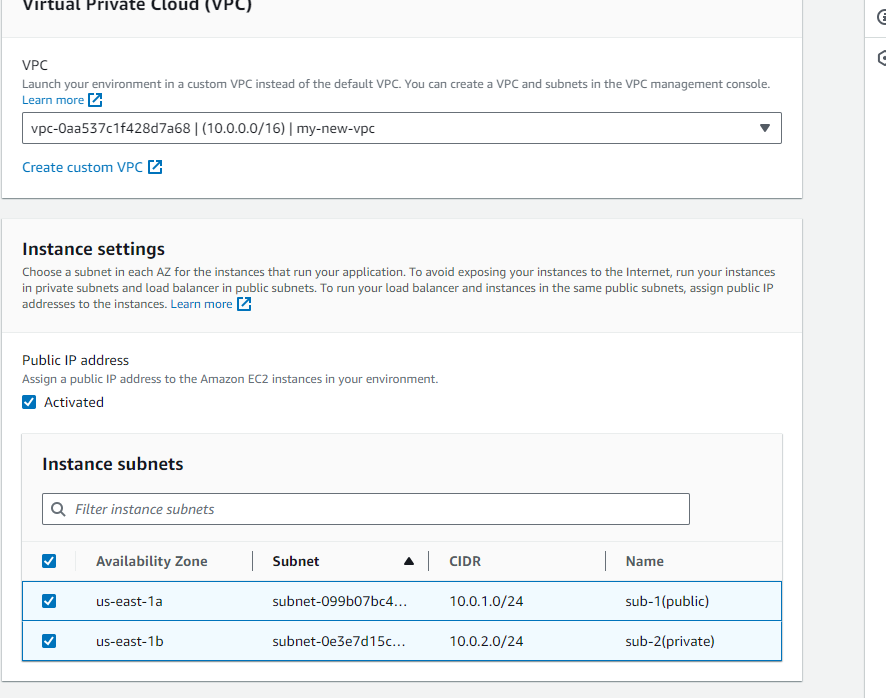 Virtual Private Cloud (VPC)
VPC
Launch your environment in a custom VPC instead of the default VPC. You can create a VPC and subnets in the VPC management console.
Learn more
vpc-0aa537c1f428d7a68 | (10.0.0.0/16) | my-new-vpc
Create custom VPC
Instance settings
Choose a subnet in each AZ for the instances that run your application. To avoid exposing your instances to the Internet, run your instances
in private subnets and load balancer in public subnets. To run your load balancer and instances in the same public subnets, assign public IP
addresses to the instances. Learn more
Public IP address
Assign a public IP address to the Amazon EC2 instances in your environment.
Activated
Instance subnets
Filter instance subnets
Availability Zone Subnet CIDR Name
us-east-1a subnet-099b07bc4... 10.0.1.0/24 sub-1(public)
us-east-1b subnet-0e3e7d15c... 10.0.2.0/24 sub-2(private)